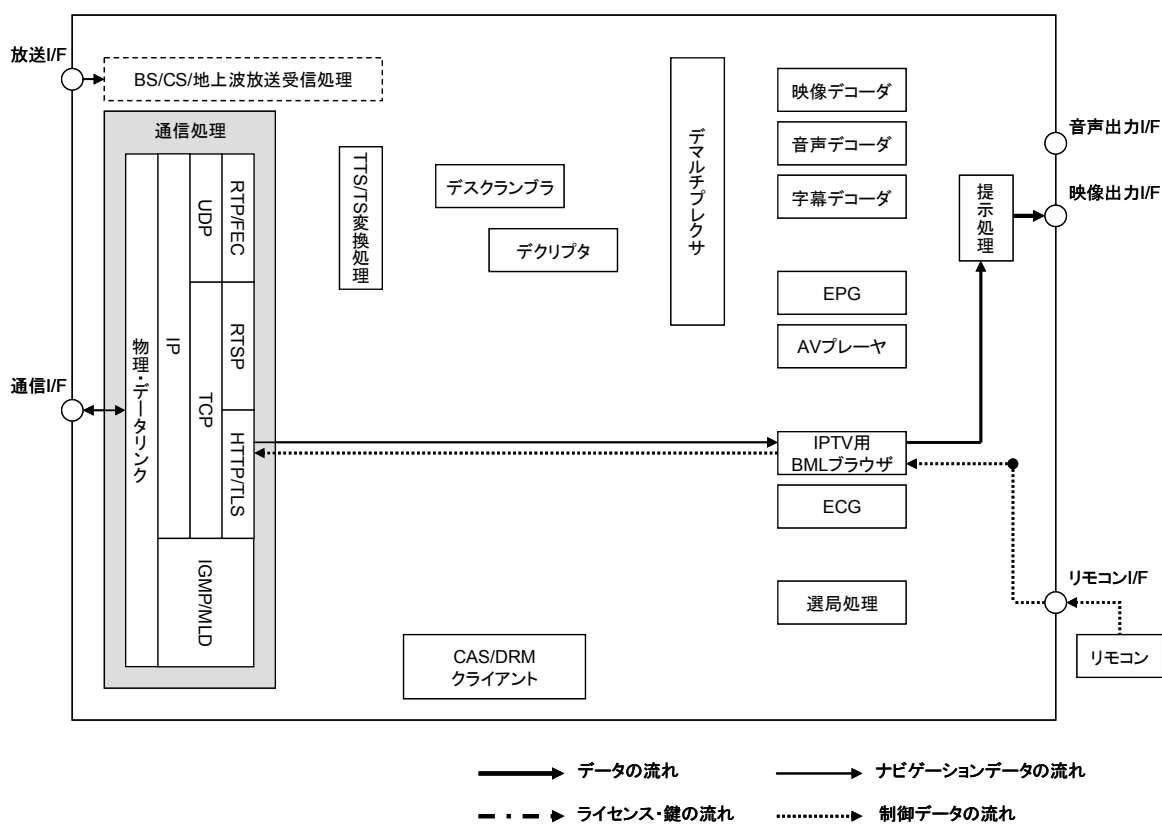 放送I/F
BS/CS/地上波放送受信処理
通信処理
物理・データリンク
IP
UDP
TCP
RTP/FEC
RTSP
HTTP/TLS
IGMP/MLD
通信I/F
TTS/TS変換処理
デスクランブラ
デクリプタ
デマルチプレクサ
映像デコーダ
音声デコーダ
字幕デコーダ
EPG
AVプレーヤ
IPTV用
BMLブラウザ
ECG
選局処理
CAS/DRM
クライアント
提示処理
音声出力I/F
映像出力I/F
リモコンI/F
リモコン
データの流れ
ナビゲーションデータの流れ
ライセンス・鍵の流れ
制御データの流れ